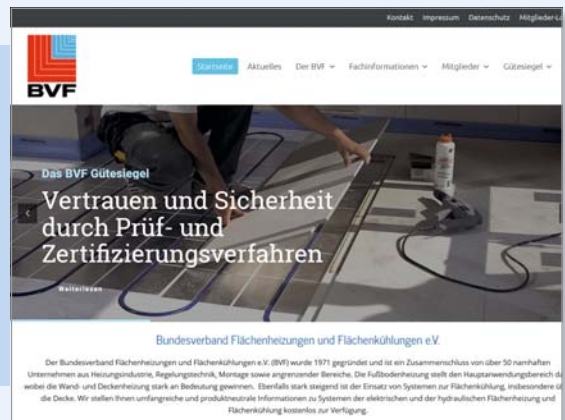 Kontakt Impressum Datenschutz Mitglieder-Lo
BVF
Startseite Aktuelles Der BVF Fachinformationen Mitglieder Gütesiegel
Das BVF Gütesiegel
Vertrauen und Sicherheit
durch Prüf- und
Zertifizierungsverfahren
Weiterlesen
Bundesverband Flächenheizungen und Flächenkühlungen e.V.
Der Bundesverband Flächenheizungen und Flächenkühlungen e.V. (BVF) wurde 1971 gegründet und ist ein Zusammenschluss von über 50 namhaften
Unternehmen aus Heizungsindustrie, Regelungstechnik, Montage sowie angrenzender Bereiche. Die Fußbodenheizung stellt den Hauptanwendungsbereich da
wobei die Wand- und Deckenheizung stark an Bedeutung gewinnen. Ebenfalls stark steigend ist der Einsatz von Systemen zur Flächenkühlung, insbesondere ü
die Decke. Wir stellen Ihnen umfangreiche und produktneutrale Informationen zu Systemen der elektrischen und der hydraulischen Flächenheizung und
Flächenkühlung kostenlos zur Verfügung.